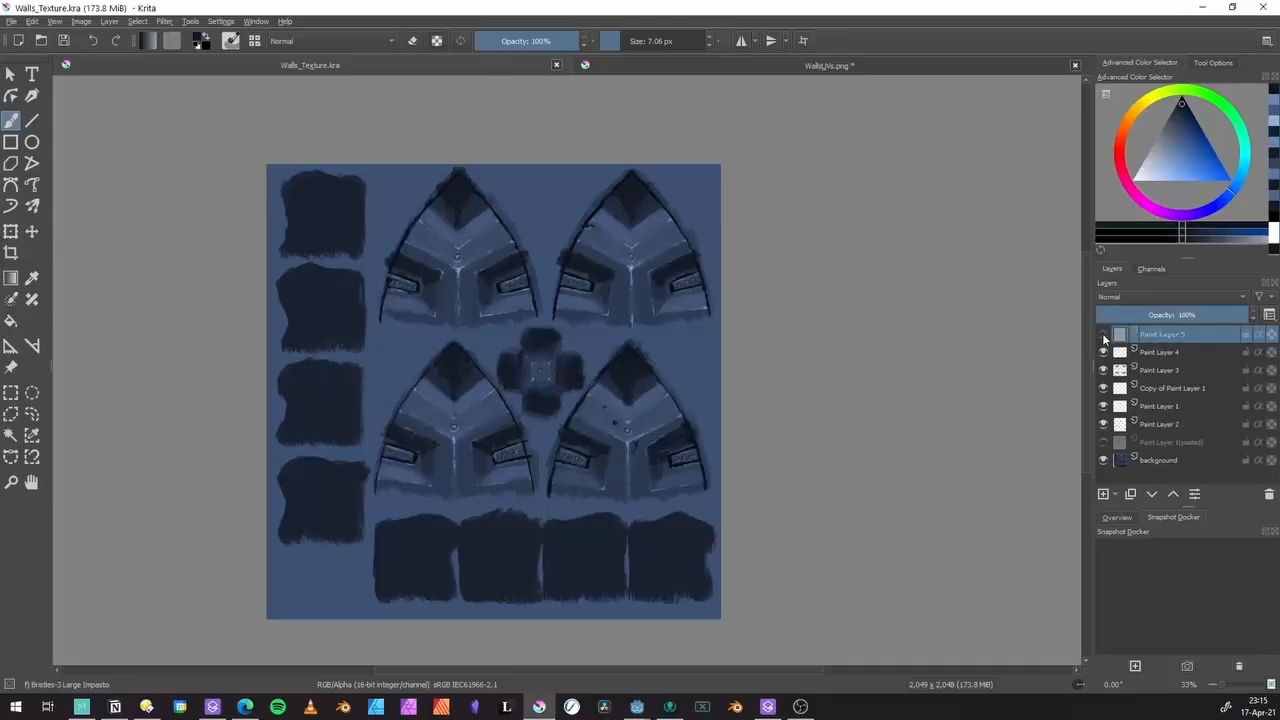 Walls_Texture.kra (173.8 MiB) - Krita
File Edit View Image Layer Select Filter Tools Settings Window Help
Normal Opacity: 100% Size: 7.06 px
Walls_Texture.kra WallsUVs.png *
Advanced Color Selector Tool Options
Advanced Color Selector
Layers Channels
Layers
Normal
Opacity: 100%
Paint Layer 5
Paint Layer 4
Paint Layer 3
Copy of Paint Layer 1
Paint Layer 1
Paint Layer 2
Paint Layer 1(pasted)
background
Overview Snapshot Docker
Snapshot Docker
f) Bristles-3 Large Impasto RGB/Alpha (16-bit integer/channel) sRGB IEC61966-2.1 2,049 x 2,048 (173.8 MiB) 0.00° 33%
23:15
17-Apr-21